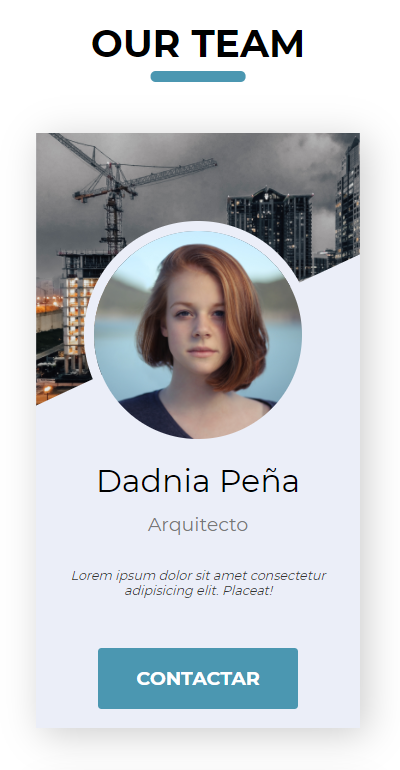 OUR TEAM
Dadnia Peña
Arquitecto
Lorem ipsum dolor sit amet consectetur
adipisicing elit. Placeat!
CONTACTAR